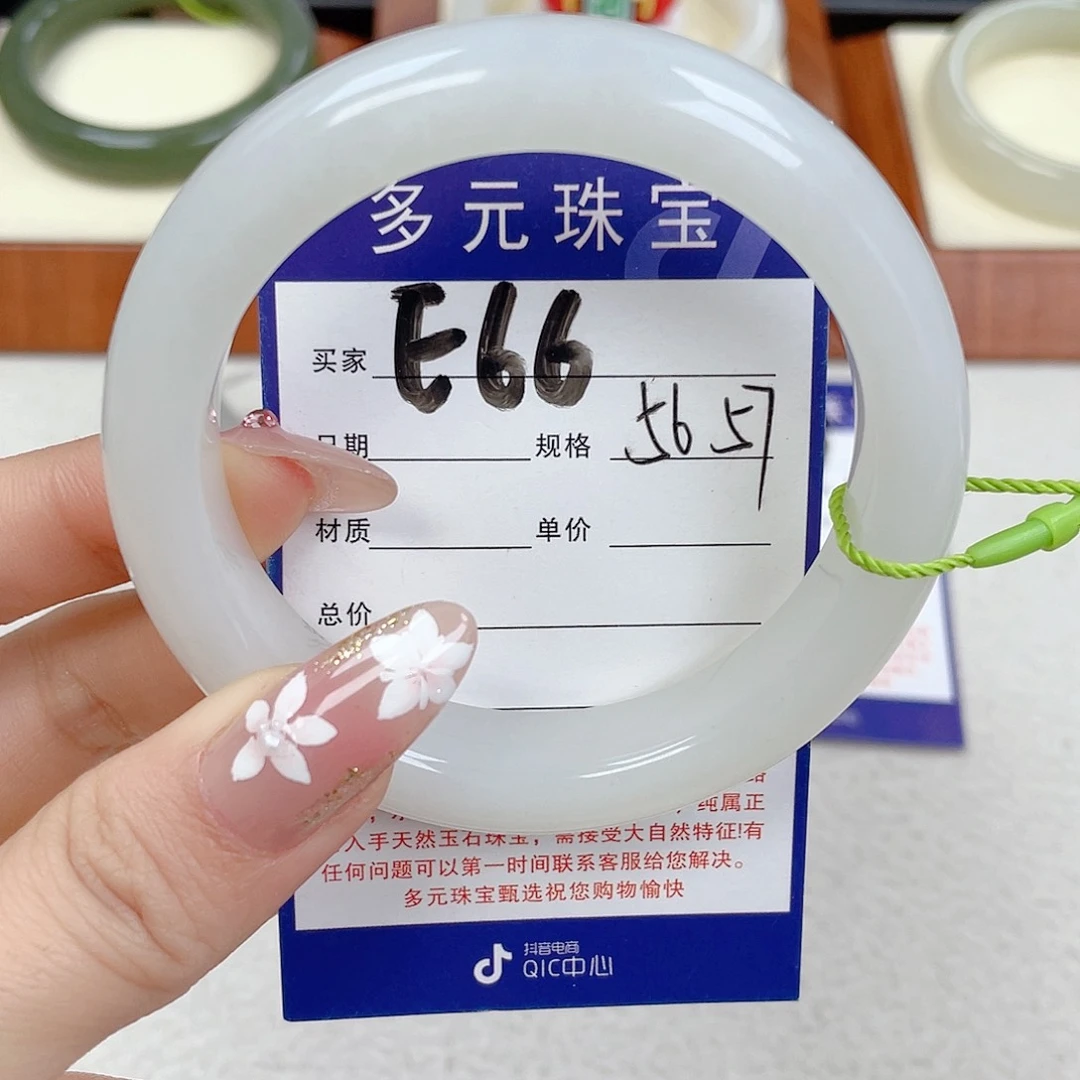 多元珠宝
买家 E66
日期 规格 56 57
材质 单价
总价
纯属正
入手天然玉石珠宝，需接受大自然特征!有
任何问题可以第一时间联系客服给您解决。
多元珠宝甄选祝您购物愉快
抖音电商
QIC中心